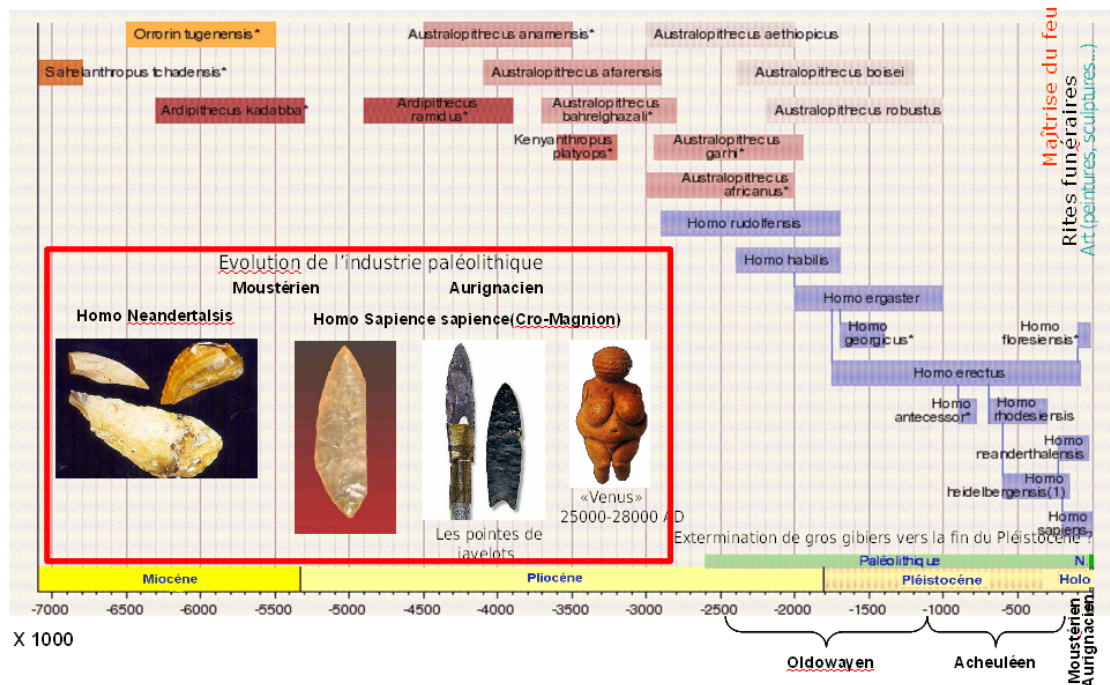 Orrorin tugenensis*
Australopithecus anamensis*
Australopithecus aethiopicus
Sahelanthropus tchadensis*
Australopithecus afarensis
Australopithecus boisei
Ardipithecus kadabba*
Ardipithecus
ramidus*
Australopithecus
bahrelghazali*
Australopithecus robustus
Kenyanthropus
platyops*
Australopithecus
garhi*
Australopithecus
africanus*
Homo rudolfensis
Homo habilis
Homo ergaster
Homo
georgicus*
Homo
floresiensis*
Homo erectus
Homo
antecessor*
Homo
rhodesiensis
Homo
neanderthalensis
Homo
heidelbergensis(1)
Homo
sapiens,
Maîtrise du feu
Rites funéraires
Art (peintures, sculptures...)
Evolution de l'industrie paléolithique
Moustérien
Aurignacien
Homo Neandertalsis
Homo Sapience sapience(Cro-Magnion)
«Venus»
25000-28000 AD
Les pointes de
javelots
Extermination de gros gibiers vers la fin du Pléistocène ?
Paléolithique
N.
Miocène
Pliocène
Pléistocéne
Holo
-7000
-6500
-6000
-5500
-5000
-4500
-4000
-3500
-3000
-2500
-2000
-1500
-1000
-500
X 1000
Oldowayen
Acheuléen
Moustérien
Aurignacien